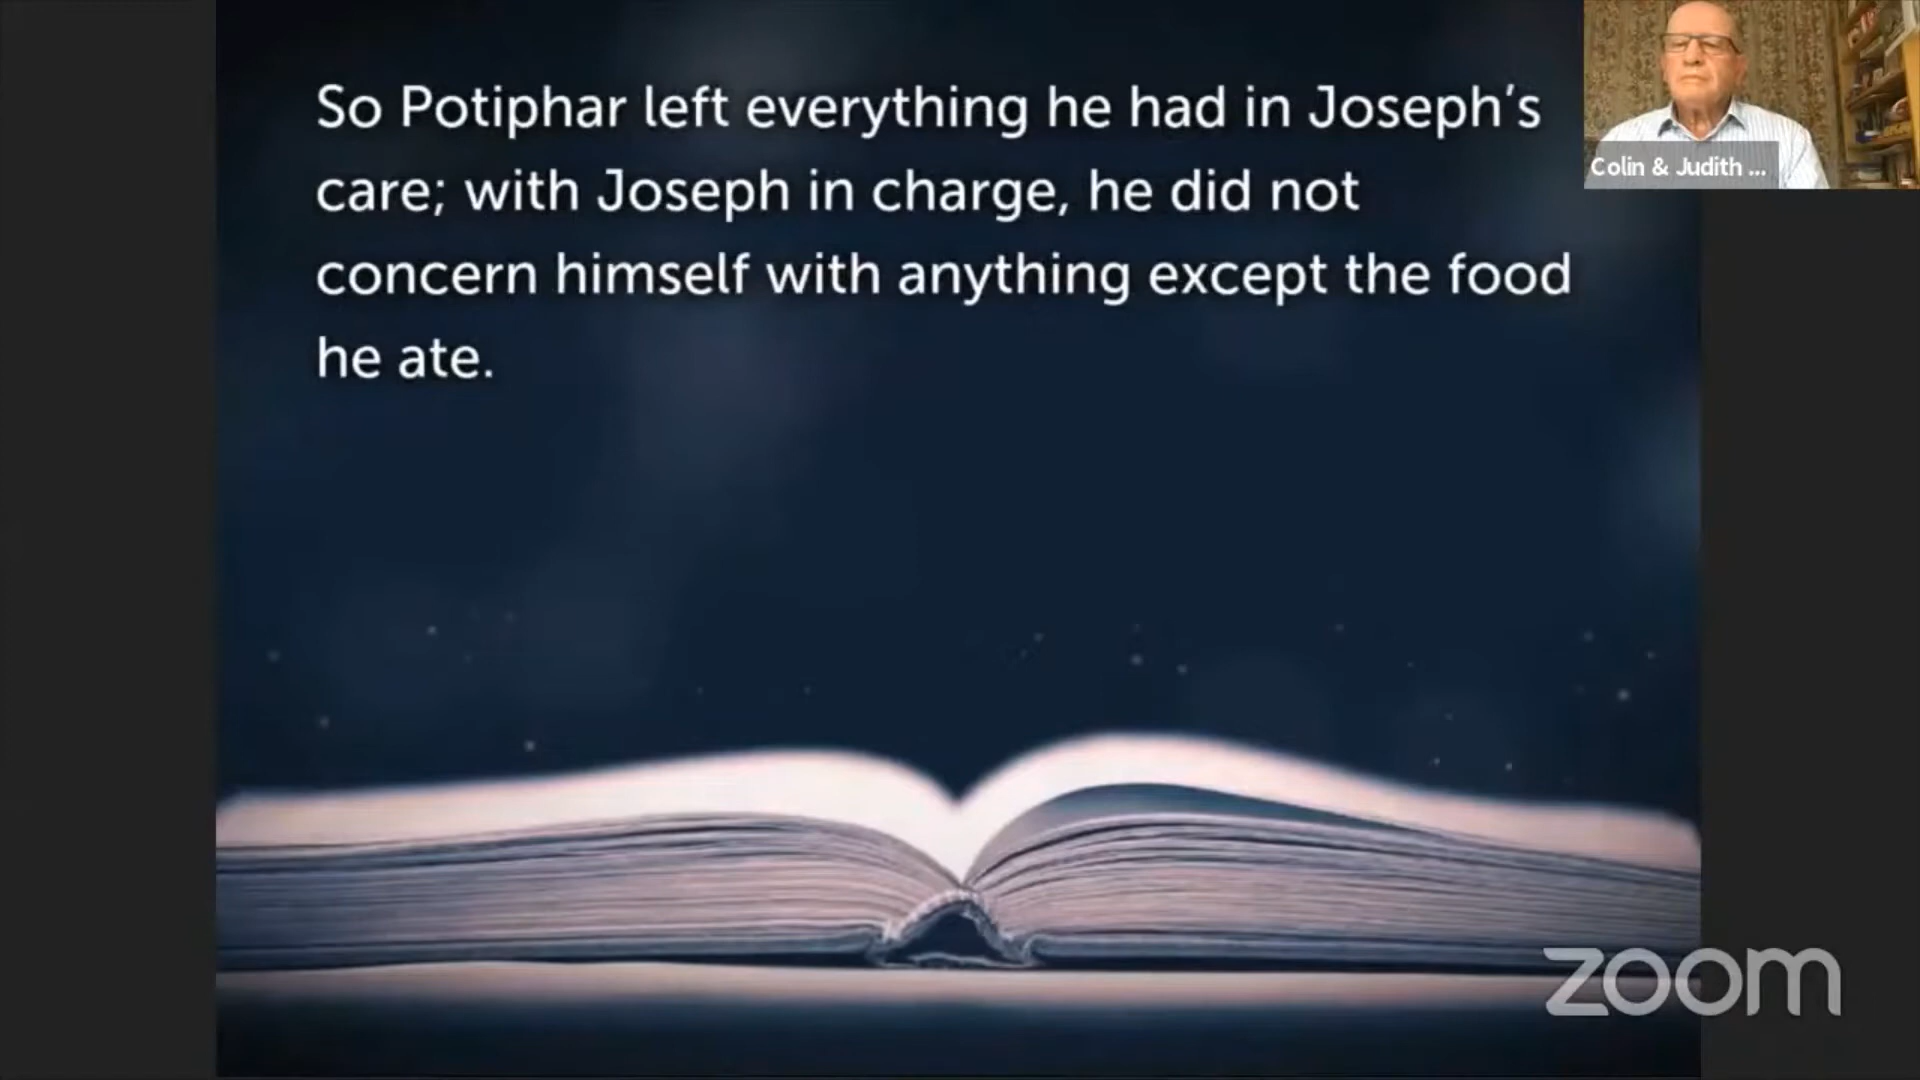 So Potiphar left everything he had in Joseph’s
care; with Joseph in charge, he did not
concern himself with anything except the food
he ate.
Colin & Judith ...
zoom